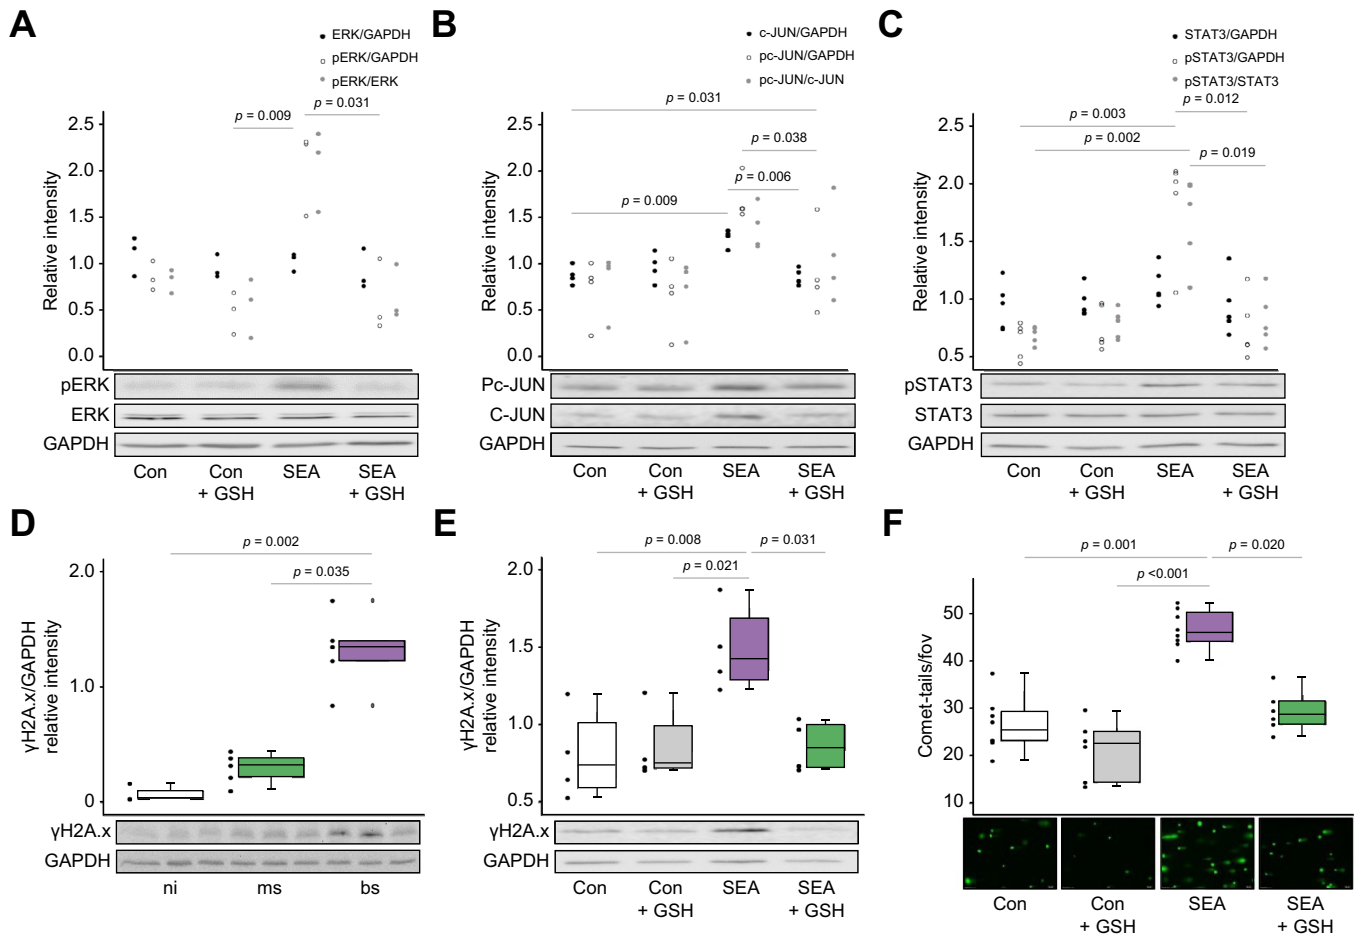 A
ERK/GAPDH
pERK/GAPDH
pERK/ERK
p = 0.031
p = 0.009
2.5
2.0
1.5
1.0
0.5
0.0
Relative intensity
pERK
ERK
GAPDH
Con
Con
+ GSH
SEA
SEA
+ GSH
B
c-JUN/GAPDH
pc-JUN/GAPDH
pc-JUN/c-JUN
p = 0.031
p = 0.038
p = 0.006
p = 0.009
2.5
2.0
1.5
1.0
0.5
0.0
Relative intensity
Pc-JUN
C-JUN
GAPDH
Con
Con
+ GSH
SEA
SEA
+ GSH
C
STAT3/GAPDH
pSTAT3/GAPDH
pSTAT3/STAT3
p = 0.012
p = 0.003
p = 0.002
p = 0.019
2.5
2.0
1.5
1.0
0.5
Relative intensity
pSTAT3
STAT3
GAPDH
Con
Con
+ GSH
SEA
SEA
+ GSH
D
p = 0.002
p = 0.035
2.0
1.0
0
γH2A.x/GAPDH
relative intensity
γH2A.x
GAPDH
ni
ms
bs
E
p = 0.008
p = 0.031
p = 0.021
2.0
1.5
1.0
0.5
γH2A.x/GAPDH
relative intensity
γH2A.x
GAPDH
Con
Con
+ GSH
SEA
SEA
+ GSH
F
p = 0.001
p = 0.020
p <0.001
50
40
30
20
10
Comet-tails/fov
Con
Con
+ GSH
SEA
SEA
+ GSH